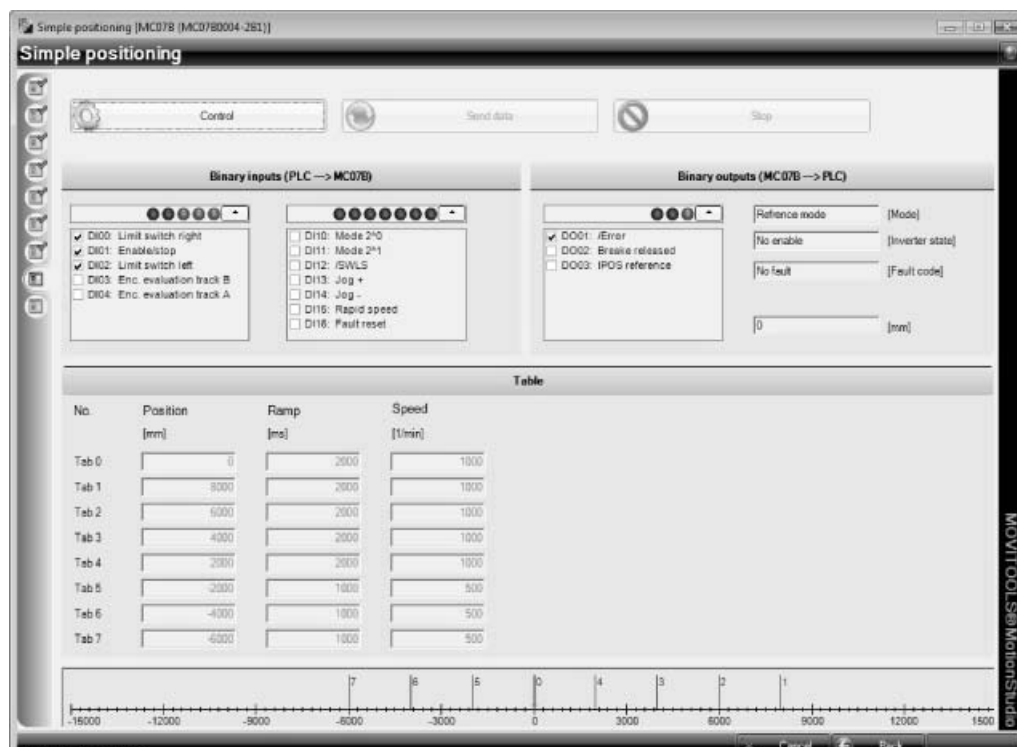 Simple positioning [MC07B (MC07B0004-2B1)]
Simple positioning
Control
Send data
Stop
Binary inputs (PLC ---> MC07B)
Binary outputs (MC07B ---> PLC)
DI00: Limit switch right
DI01: Enable/stop
DI02: Limit switch left
DI03: Enc. evaluation track B
DI04: Enc. evaluation track A
DI10: Mode 2^0
DI11: Mode 2^1
DI12: /SWLS
DI13: Jog +
DI14: Jog -
DI15: Rapid speed
DI16: Fault reset
DO01: /Error
DO02: Breake released
DO03: IPOS reference
Refrence mode [Mode]
No enable [Inverter state]
No fault [Fault code]
0 [mm]
Table
No. Position Ramp Speed
[mm] [ms] [1/min]
Tab 0 0 2000 1000
Tab 1 8000 2000 1000
Tab 2 6000 2000 1000
Tab 3 4000 2000 1000
Tab 4 2000 2000 1000
Tab 5 -2000 1000 500
Tab 6 -4000 1000 500
Tab 7 -6000 1000 500
7 6 5 0 4 3 2 1
-15000 -12000 -9000 -6000 -3000 0 3000 6000 9000 12000 1500
Cancel Back
MOVITOOLS®MotionStudio